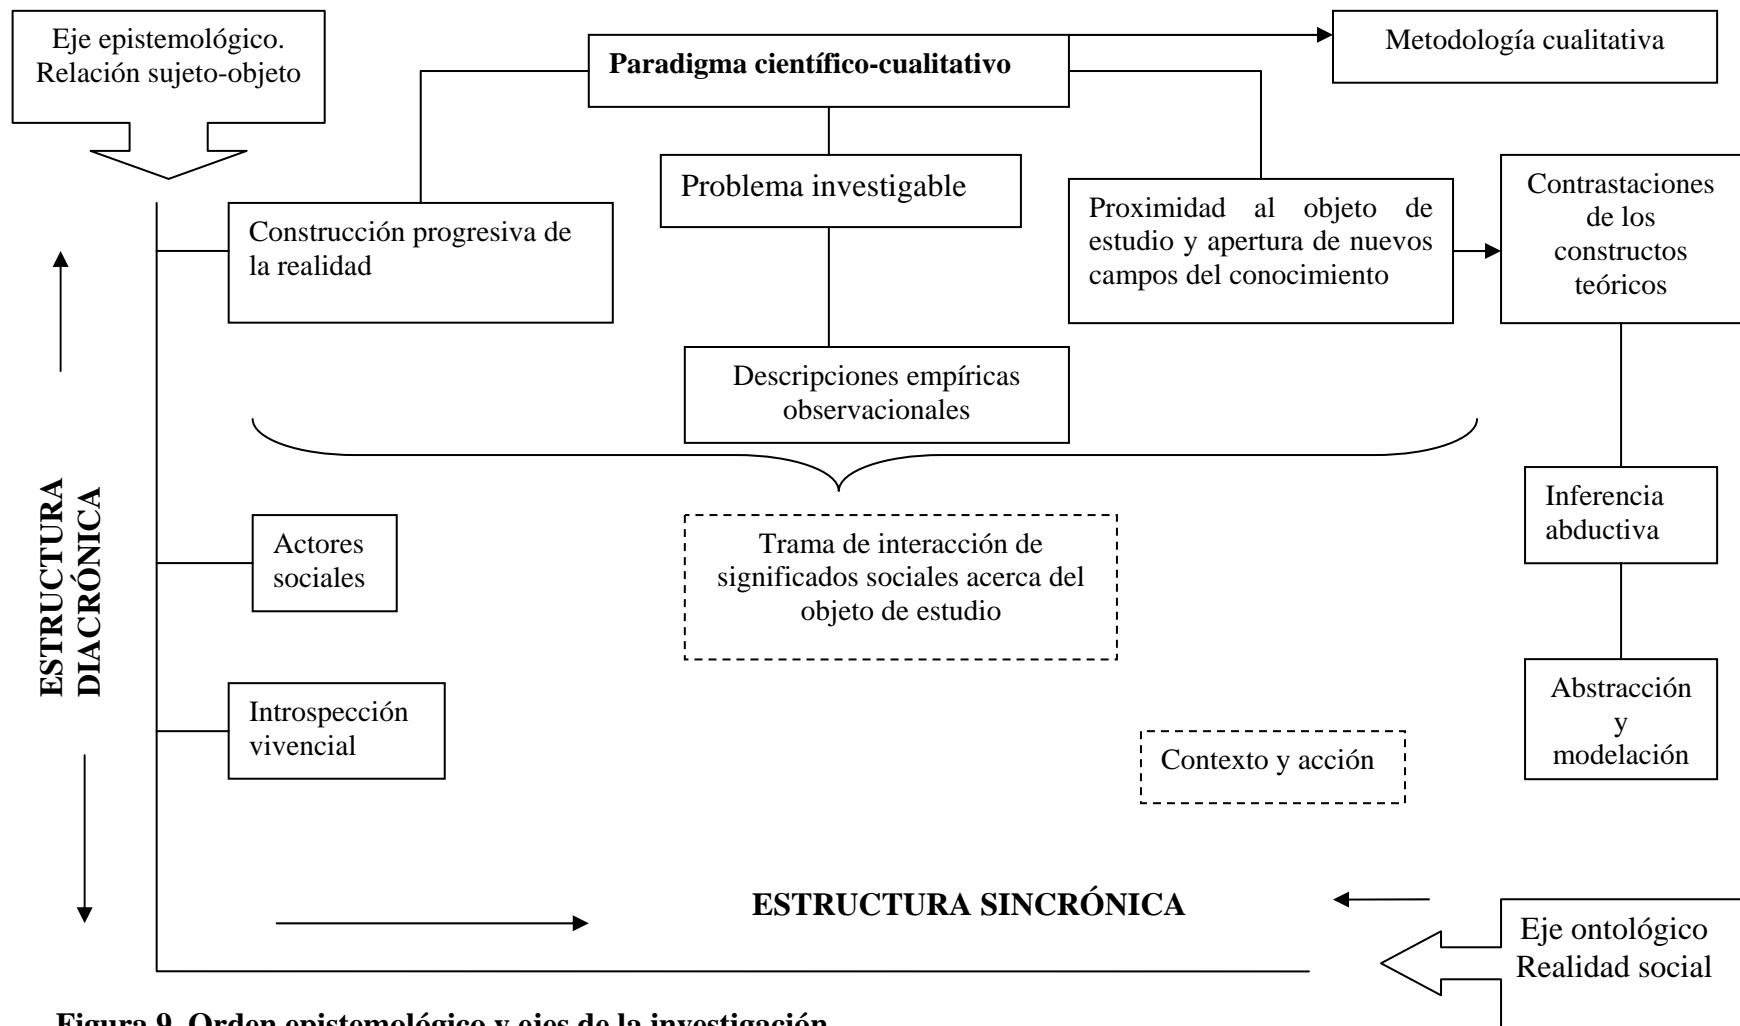 Eje epistemológico.
Relación sujeto-objeto
Paradigma científico-cualitativo
Metodología cualitativa
Problema investigable
Construcción progresiva de
la realidad
Proximidad al objeto de
estudio y apertura de nuevos
campos del conocimiento
Contrastaciones
de los
constructos
teóricos
Descripciones empíricas
observacionales
ESTRUCTURA
DIACRÓNICA
Actores
sociales
Trama de interacción de
significados sociales acerca del
objeto de estudio
Inferencia
abductiva
Introspección
vivencial
Contexto y acción
Abstracción
y
modelación
ESTRUCTURA SINCRÓNICA
Eje ontológico
Realidad social
Figura 9. Orden epistemológico y ejes de la investigación